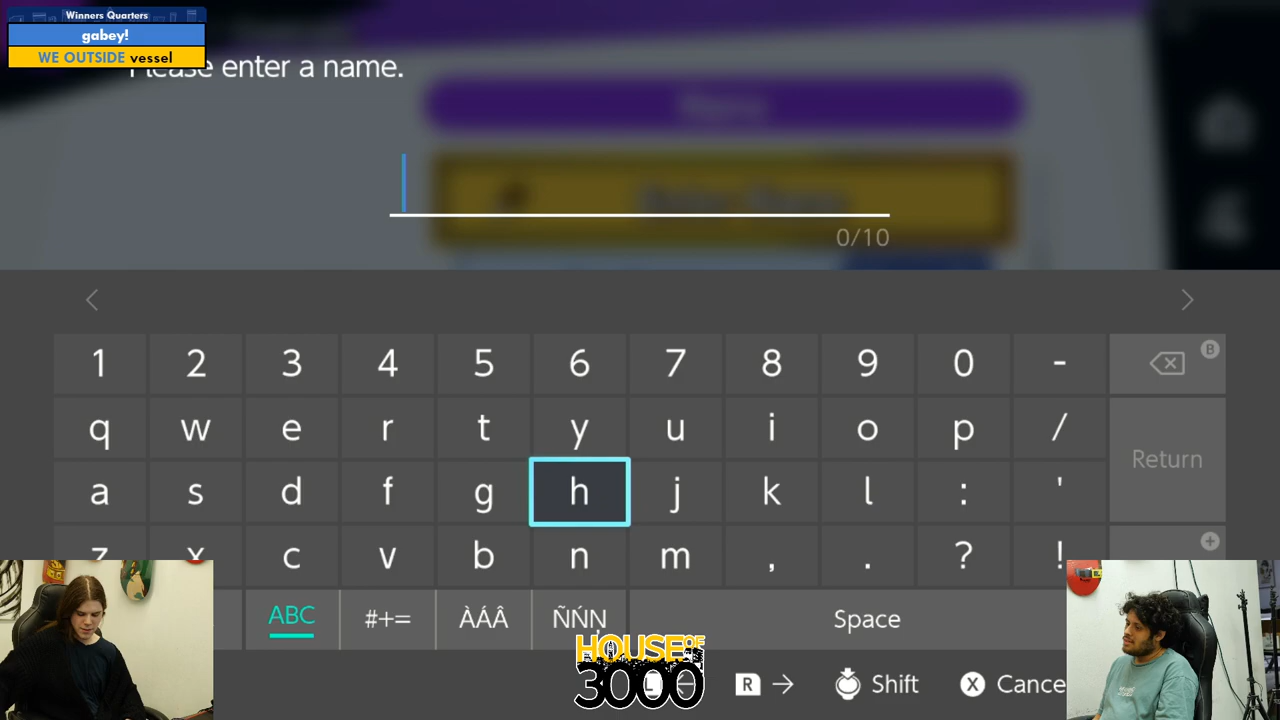 Winners Quarters
gabey!
WE OUTSIDE vessel
Please enter a name.
0/10
1 2 3 4 5 6 7 8 9 0 -
q w e r t y u i o p /
Return
a s d f g h j k l : '
z x c v b n m , . ? !
ABC #+= ÀÁÂ ÑŃŅ Space
HOUSE OF
3000
R → Shift X Cance
B
+